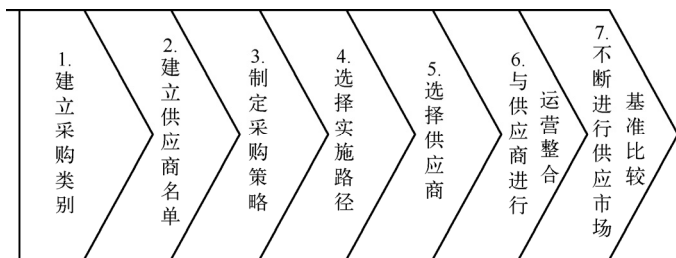 1.建立采购类别
2.建立供应商名单
3.制定采购策略
4.选择实施路径
5.选择供应商
6.与供应商进行
运营整合
7.不断进行供应市场
基准比较